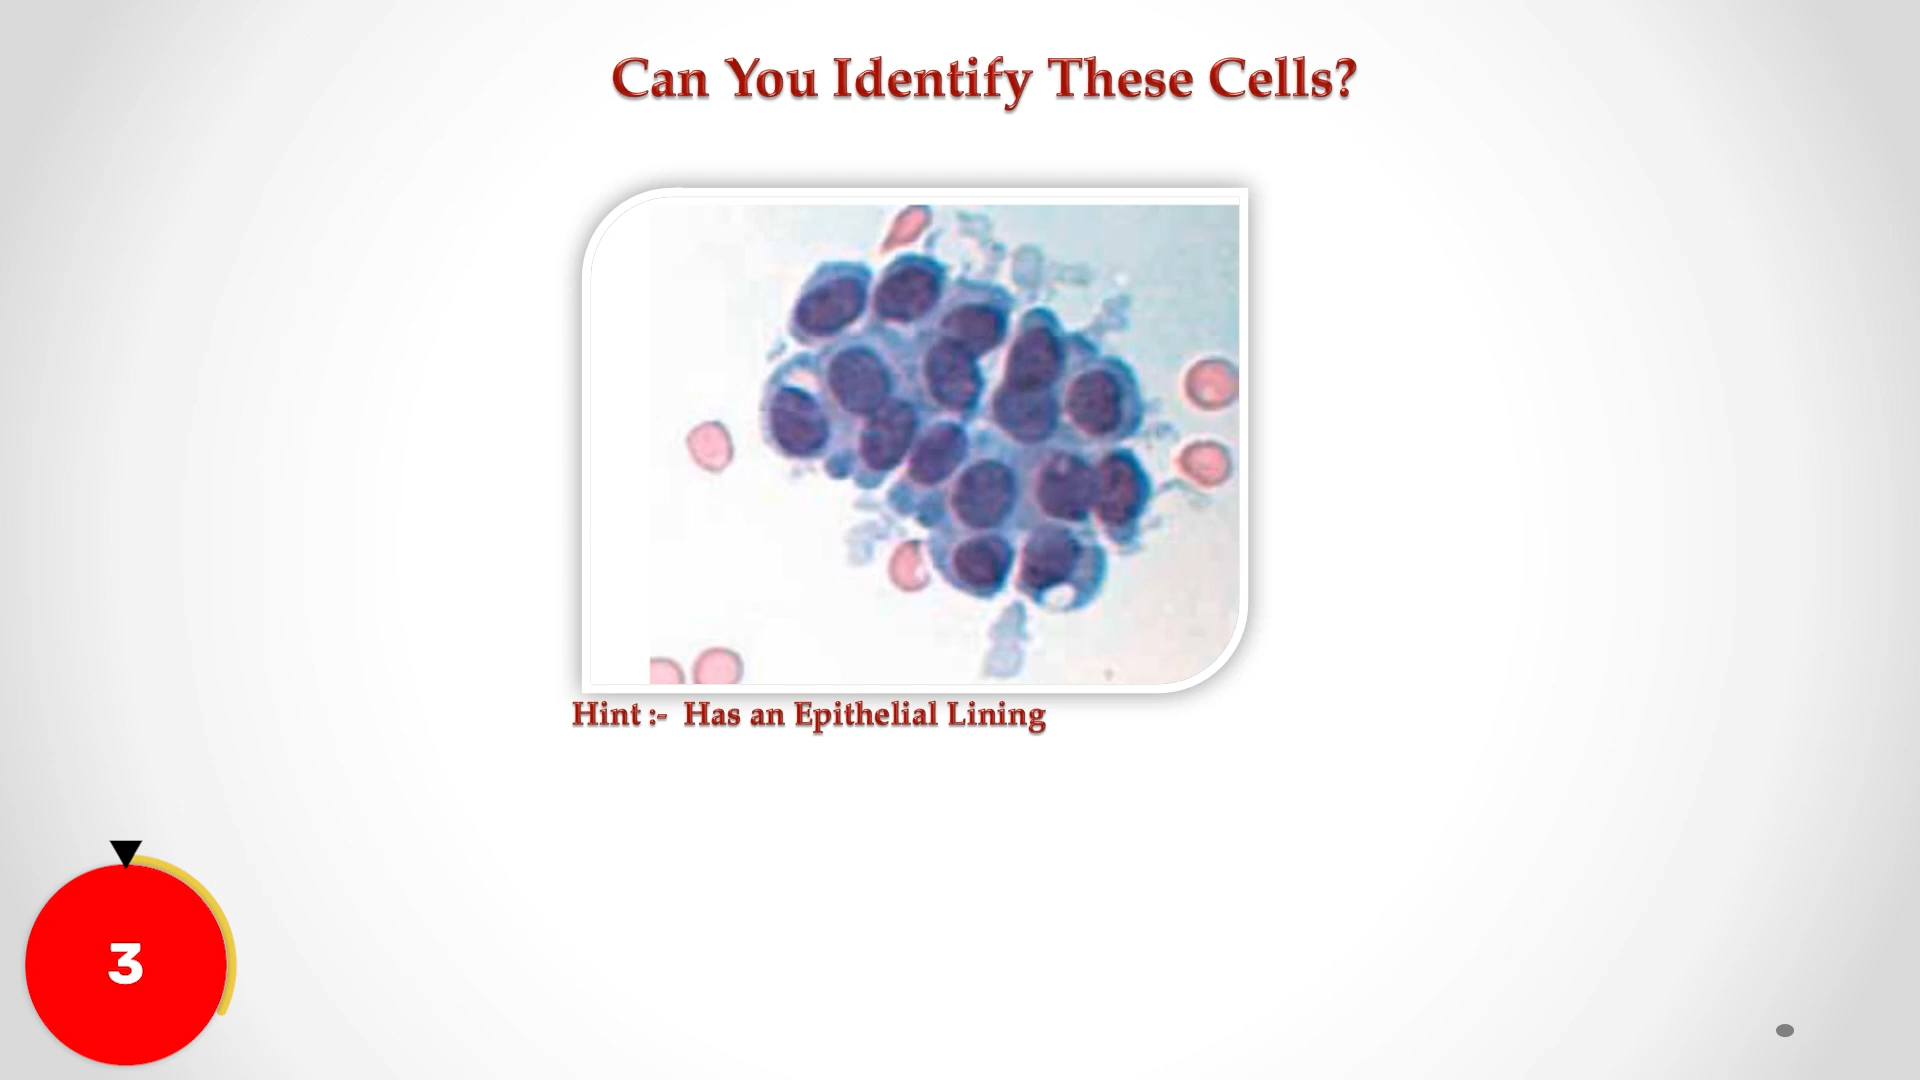 Can You Identify These Cells?
Hint :-  Has an Epithelial Lining
3